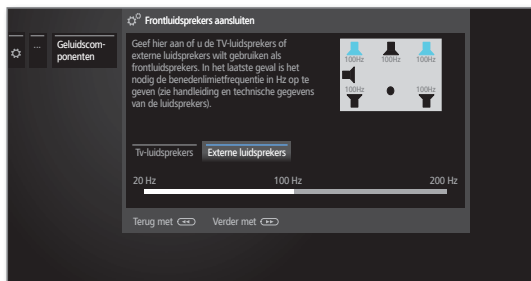 Frontluidsprekers aansluiten
...
Geluidscom-
ponenten
Geef hier aan of u de TV-luidsprekers of
externe luidsprekers wilt gebruiken als
frontluidsprekers. In het laatste geval is het
nodig de benedenlimietfrequentie in Hz op te
geven (zie handleiding en technische gegevens
van de luidsprekers).
100Hz 100Hz 100Hz
100Hz 100Hz
Tv-luidsprekers Externe luidsprekers
20 Hz 100 Hz 200 Hz
Terug met Verder met